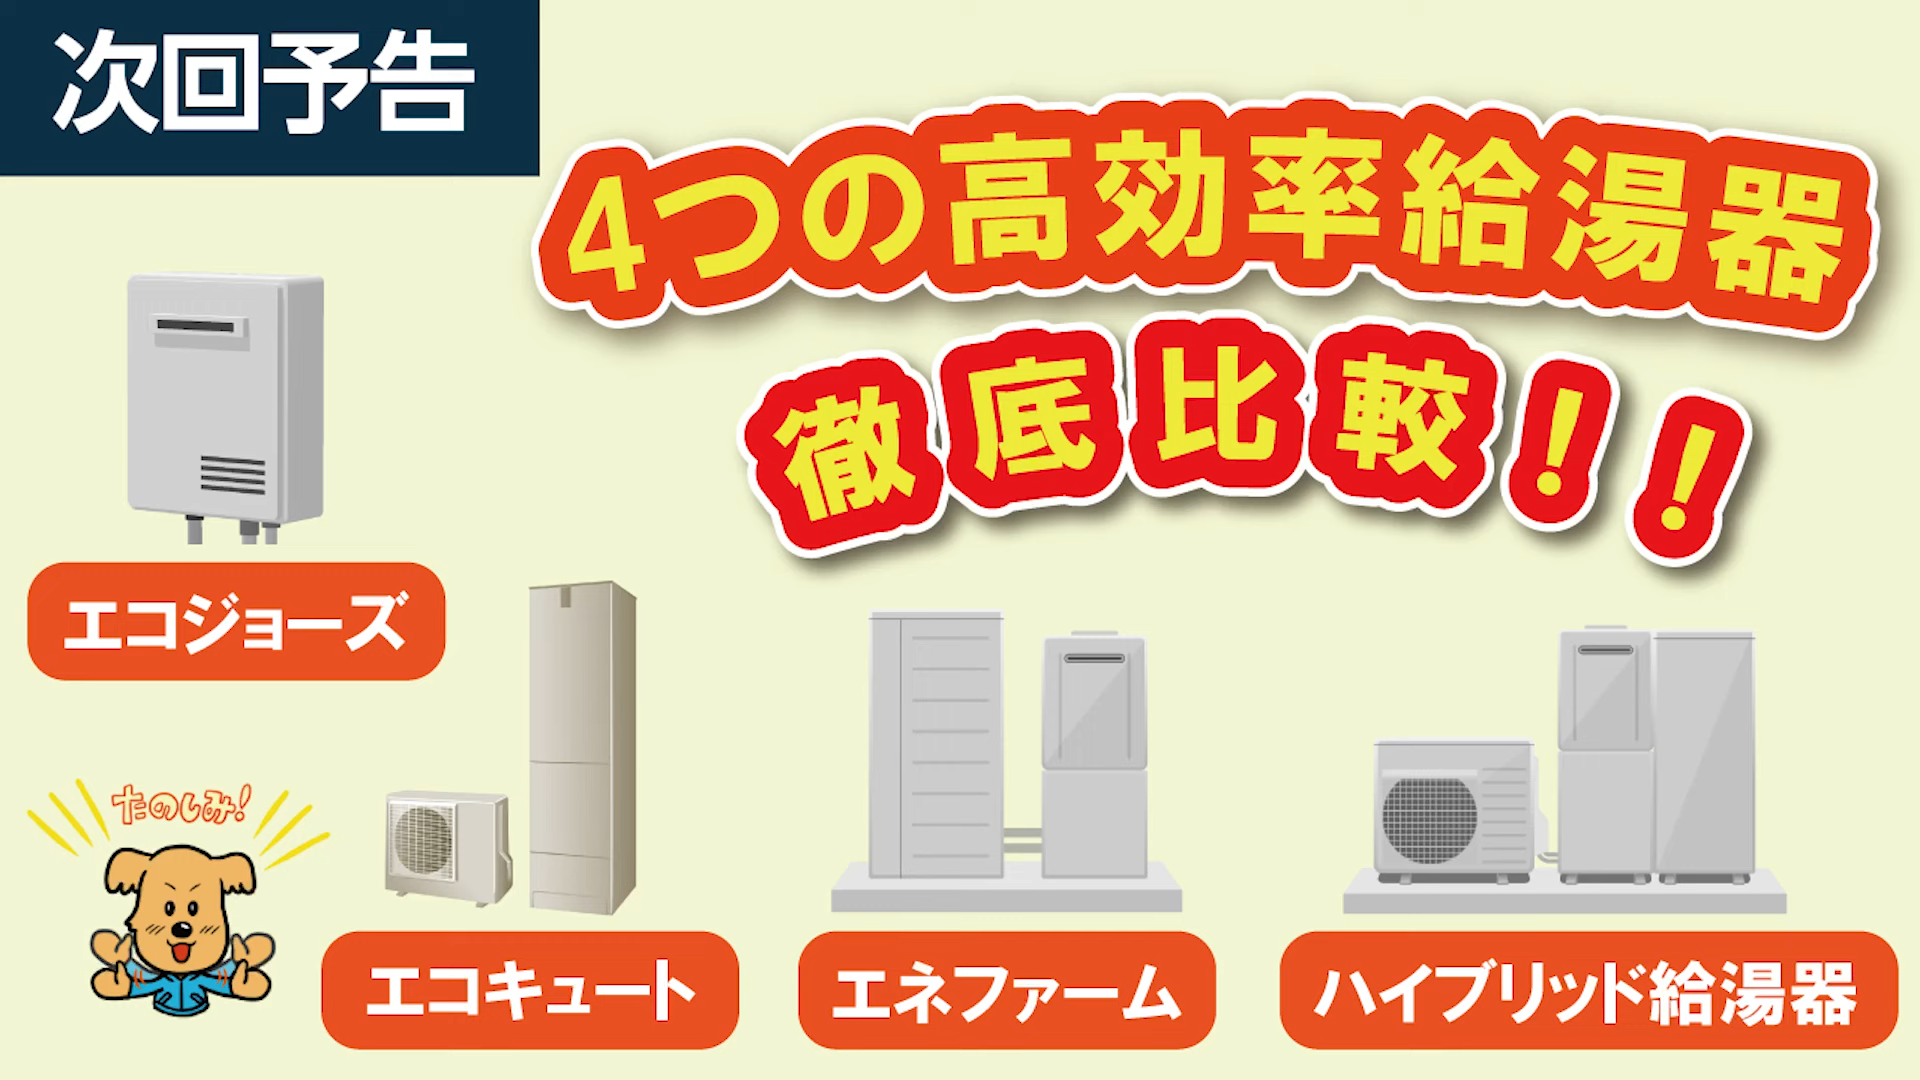 次回予告
4つの高効率給湯器
徹底比較！！
エコジョーズ
たのしみ！
エコキュート
エネファーム
ハイブリッド給湯器